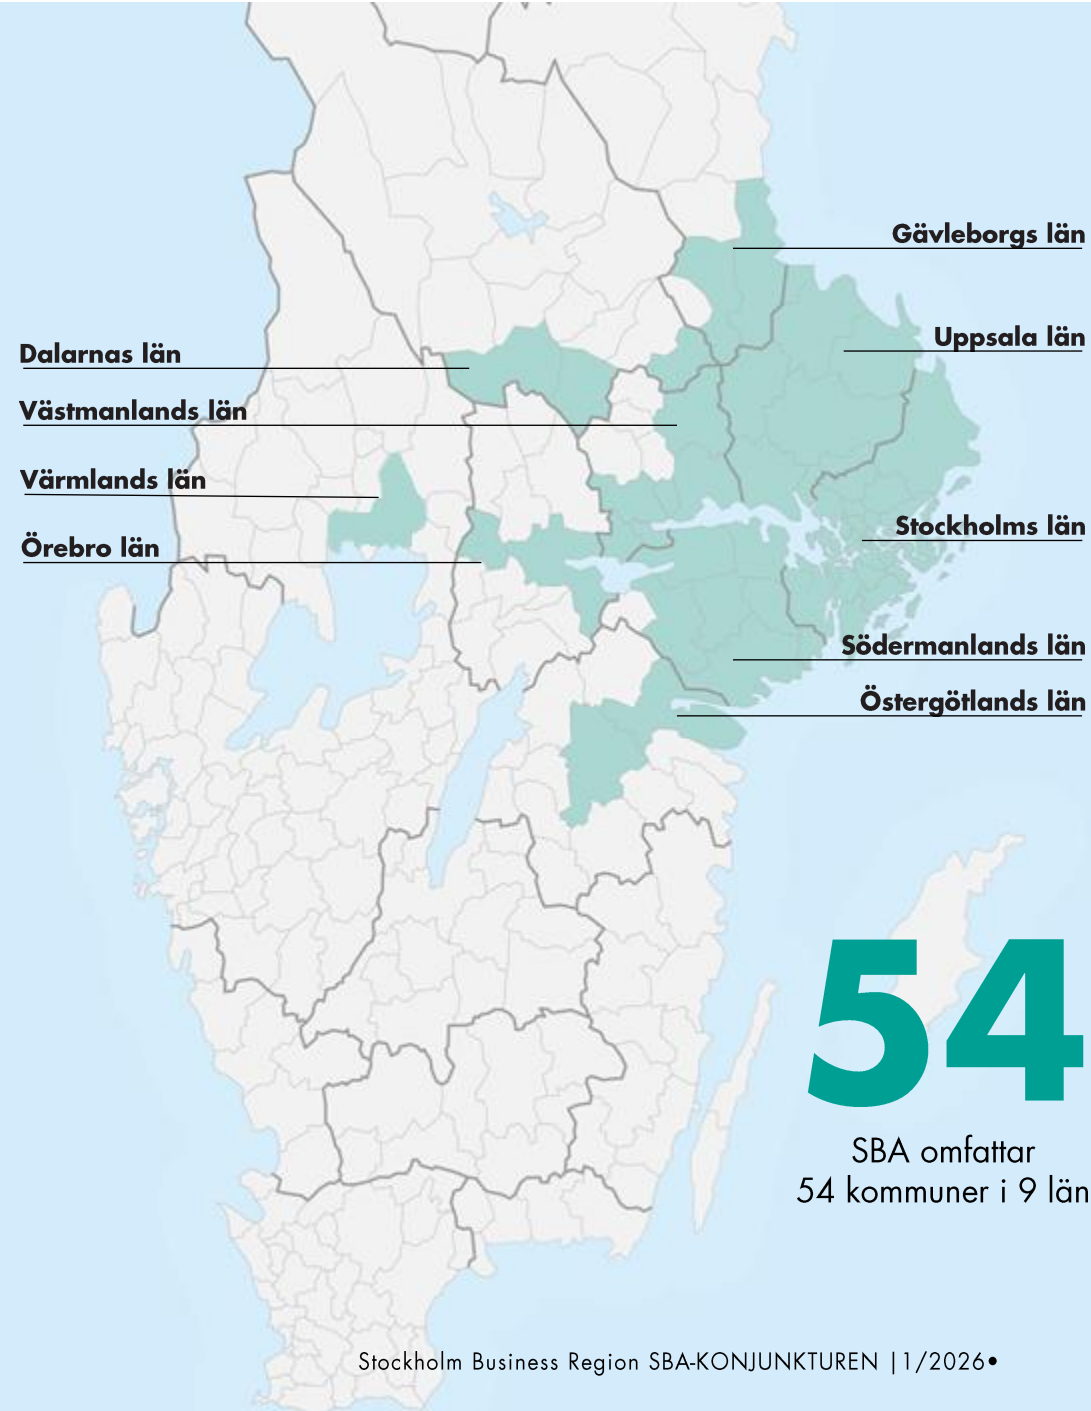 Gävleborgs län
Uppsala län
Dalarnas län
Västmanlands län
Värmlands län
Stockholms län
Örebro län
Södermanlands län
Östergötlands län
54
SBA omfattar
54 kommuner i 9 län
Stockholm Business Region SBA-KONJUNKTUREN |1/2026•